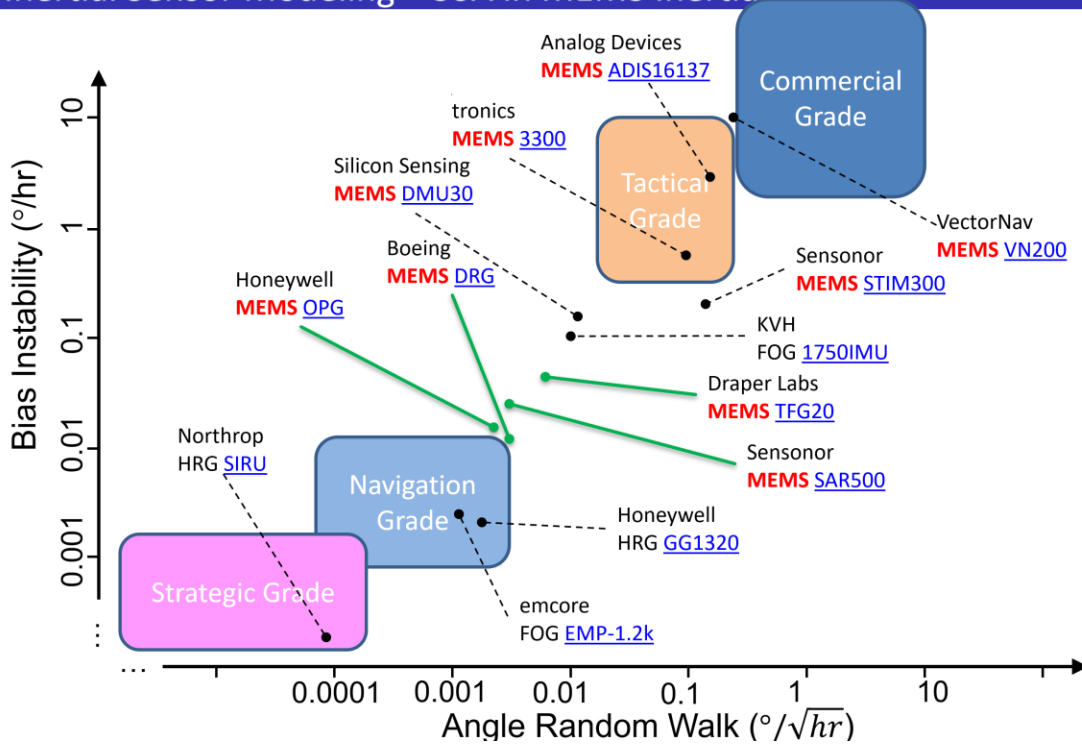 Analog Devices
MEMS ADIS16137
Commercial
Grade
tronics
MEMS 3300
Silicon Sensing
MEMS DMU30
Tactical
Grade
Boeing
MEMS DRG
VectorNav
MEMS VN200
Honeywell
MEMS OPG
Sensonor
MEMS STIM300
KVH
FOG 1750IMU
Draper Labs
MEMS TFG20
Northrop
HRG SIRU
Sensonor
MEMS SAR500
Navigation
Grade
Honeywell
HRG GG1320
Strategic Grade
emcore
FOG EMP-1.2k
Bias Instability (°/hr)
10
1
0.1
0.01
0.001
...
...
0.0001 0.001 0.01 0.1 1 10
Angle Random Walk (°/√hr)